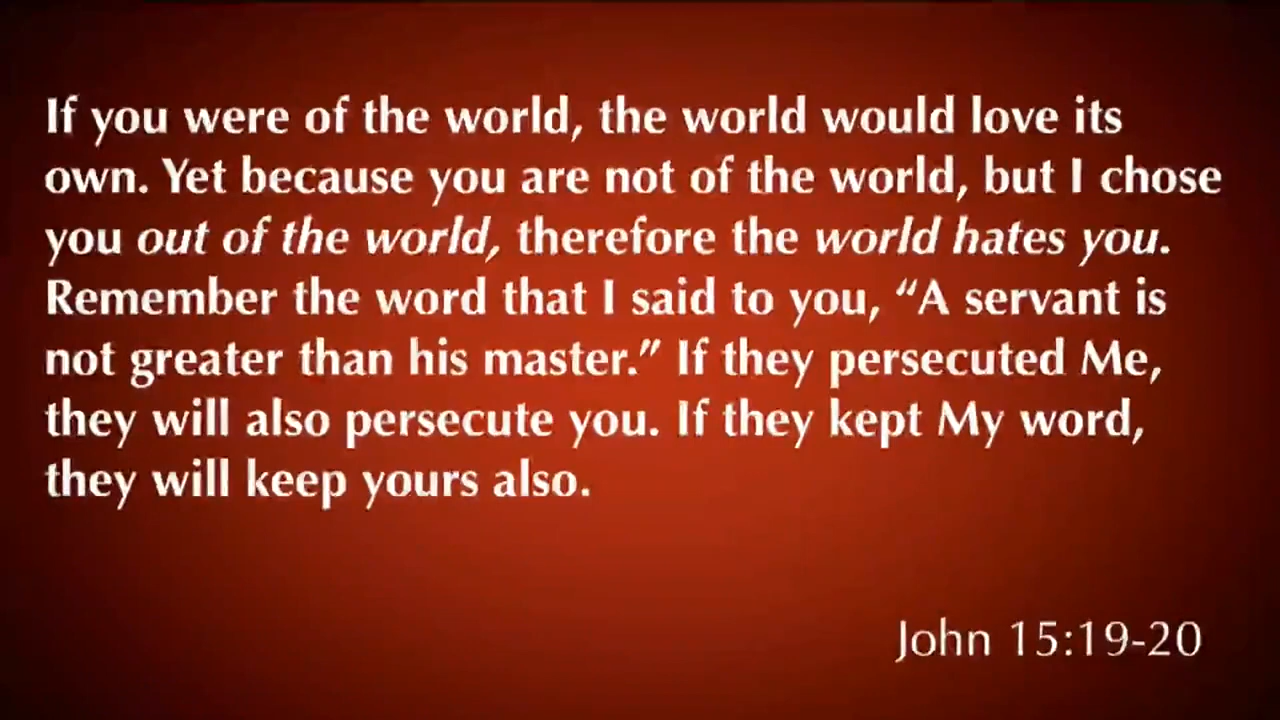 If you were of the world, the world would love its
own. Yet because you are not of the world, but I chose
you out of the world, therefore the world hates you.
Remember the word that I said to you, “A servant is
not greater than his master.” If they persecuted Me,
they will also persecute you. If they kept My word,
they will keep yours also.
John 15:19-20